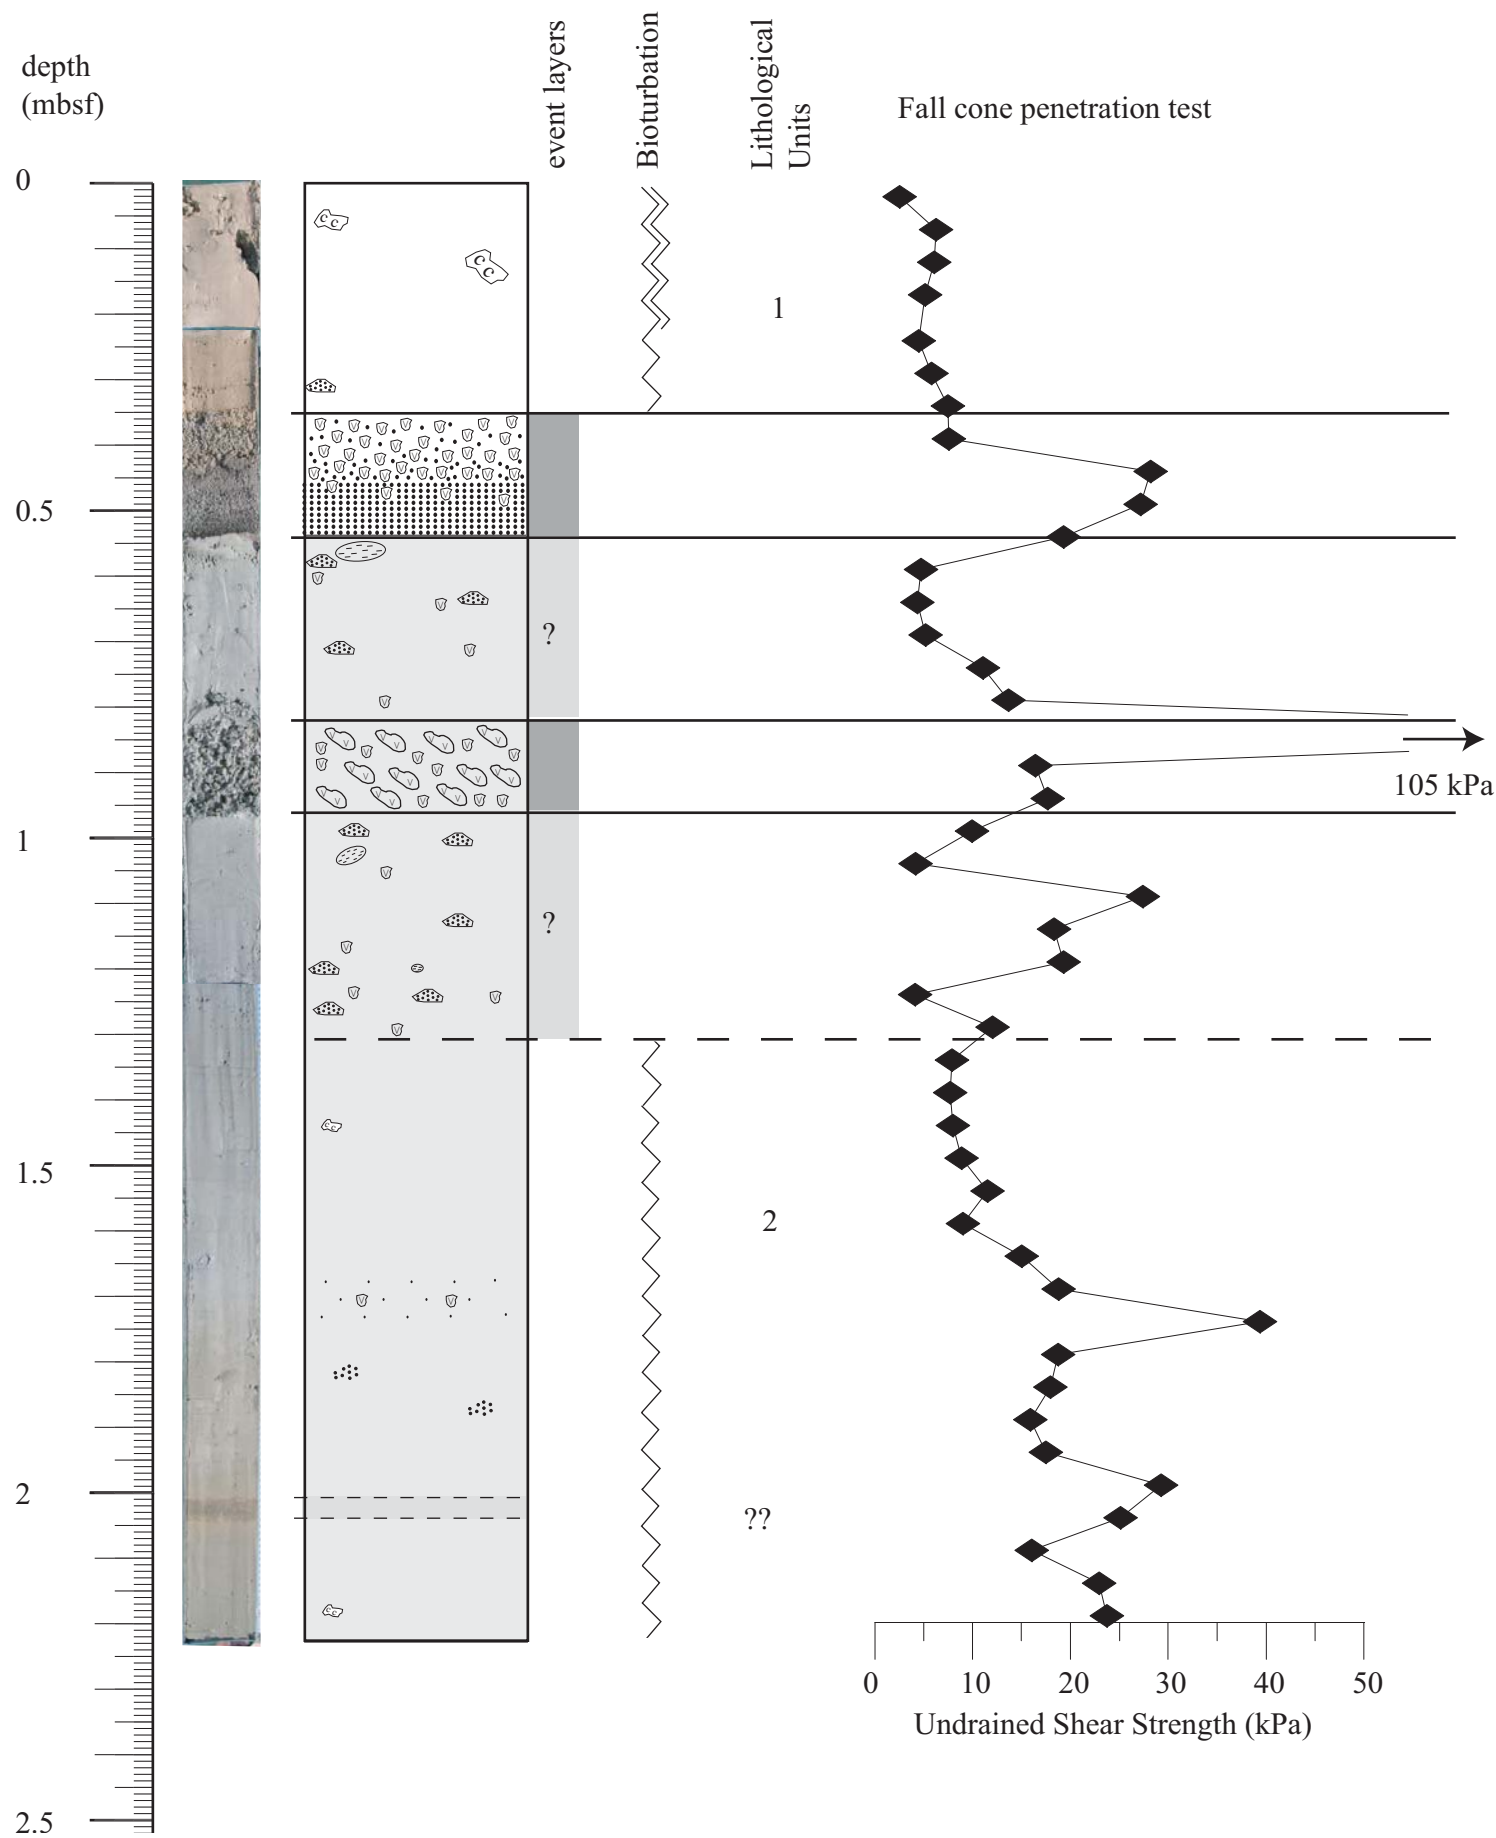 depth
(mbsf)
event layers
Bioturbation
Lithological
Units
Fall cone penetration test
0
1
0.5
?
105 kPa
1
?
1.5
2
2
??
0 10 20 30 40 50
Undrained Shear Strength (kPa)
2.5